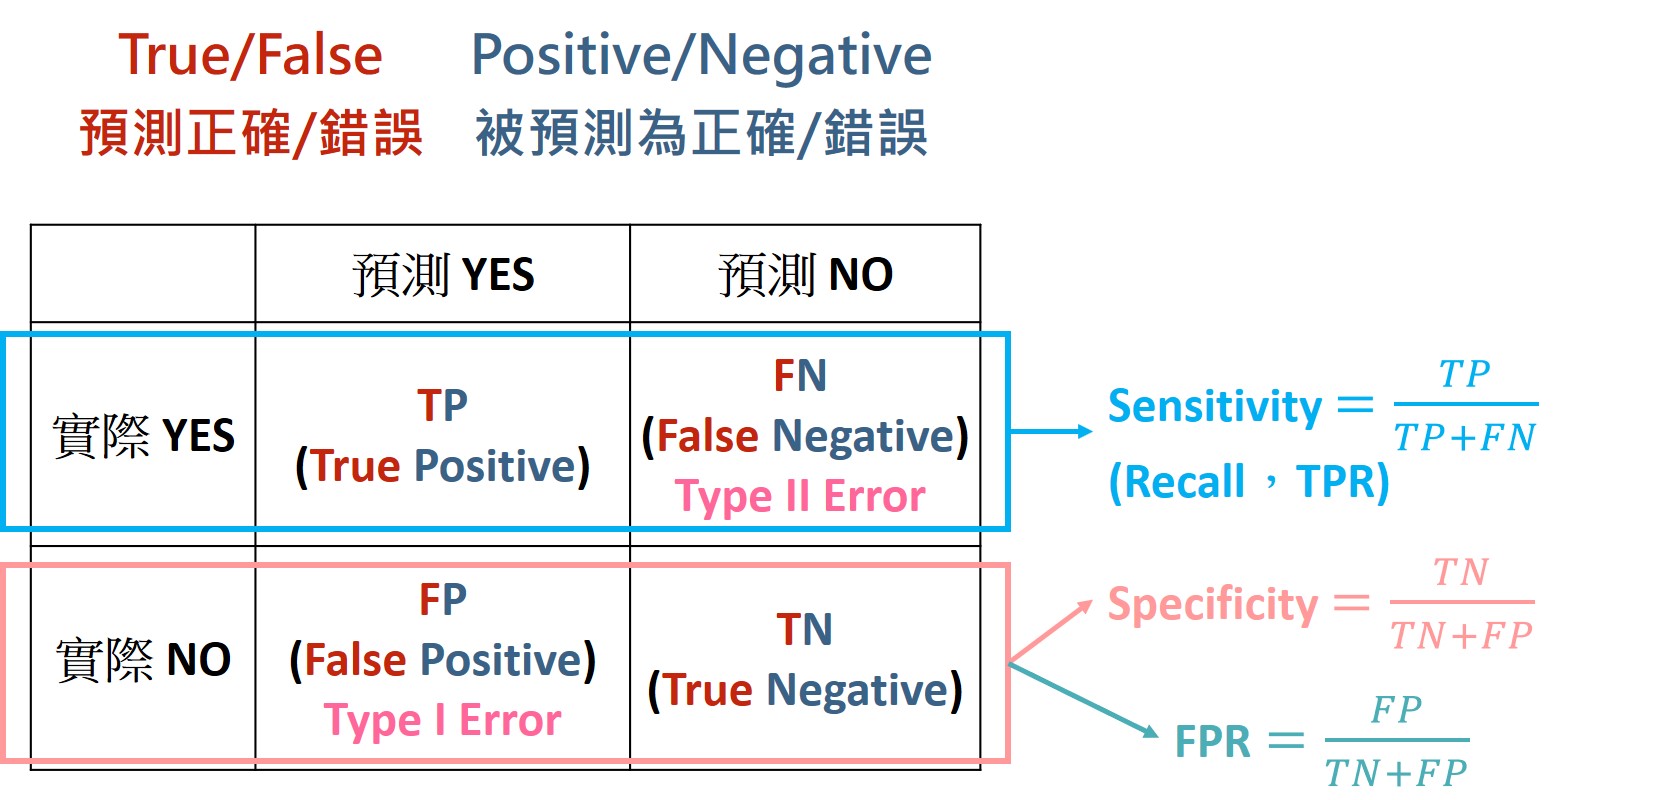 True/False Positive/Negative
預測正確/錯誤 被預測為正確/錯誤
預測 YES 預測 NO
實際 YES
TP
(True Positive)
FN
(False Negative)
Type II Error
Sensitivity = TP / TP+FN
(Recall，TPR)
實際 NO
FP
(False Positive)
Type I Error
TN
(True Negative)
Specificity = TN / TN+FP
FPR = FP / TN+FP